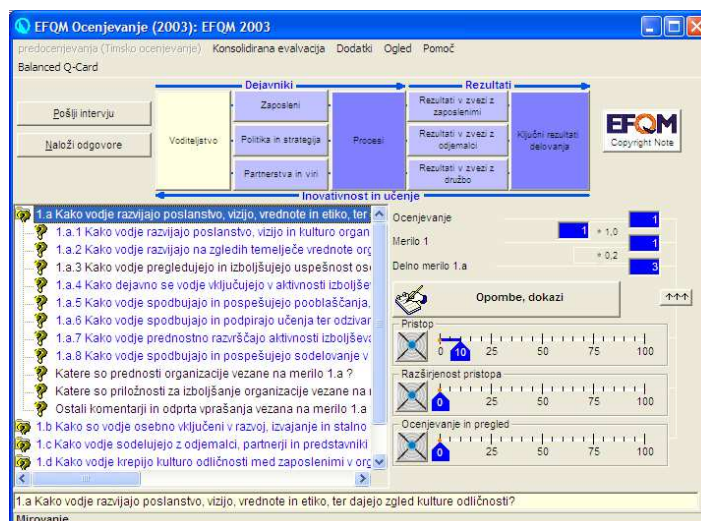 EFQM Ocenjevanje (2003): EFQM 2003
predocenjevanja (Timsko ocenjevanje) Konsolidirana evalvacija Dodatki Ogled Pomoč
Balanced Q-Card
Dejavniki Rezultati
Pošlji intervju
Naloži odgovore
Voditeljstvo
Zaposleni
Politika in strategija
Partnerstva in viri
Procesi
Rezultati v zvezi z
zaposlenimi
Rezultati v zvezi z
odjemalci
Rezultati v zvezi z
družbo
Ključni rezultati
delovanja
EFQM
Copyright Note
Inovativnost in učenje
1.a Kako vodje razvijajo poslanstvo, vizijo, vrednote in etiko, ter
1.a.1 Kako vodje razvijajo poslanstvo, vizijo in kulturo organ
1.a.2 Kako vodje razvijajo na zgledih temelječe vrednote org
1.a.3 Kako vodje pregledujejo in izboljšujejo uspešnost ose
1.a.4 Kako dejavno se vodje vključujejo v aktivnosti izboljšev
1.a.5 Kako vodje spodbujajo in pospešujejo pooblaščanja,
1.a.6 Kako vodje spodbujajo in podpirajo učenja ter odzivar
1.a.7 Kako vodje prednostno razvrščajo aktivnosti izboljševa
1.a.8 Kako vodje spodbujajo in pospešujejo sodelovanje v
Katere so prednosti organizacije vezane na merilo 1.a ?
Katere so priložnosti za izboljšanje organizacije vezane na
Ostali komentarji in odprta vprašanja vezana na merilo 1.a
1.b Kako so vodje osebno vključeni v razvoj, izvajanje in stalno
1.c Kako vodje sodelujejo z odjemalci, partnerji in predstavniki
1.d Kako vodje krepijo kulturo odličnosti med zaposlenimi v org
Ocenjevanje 1
1 * 1,0
Merilo 1 1
* 0,2
Delno merilo 1.a 3
Opombe, dokazi
Pristop
0 10 25 50 75 100
Razširjenost pristopa
0 25 50 75 100
Ocenjevanje in pregled
0 25 50 75 100
1.a Kako vodje razvijajo poslanstvo, vizijo, vrednote in etiko, ter dajejo zgled kulture odličnosti?
Mirovanje